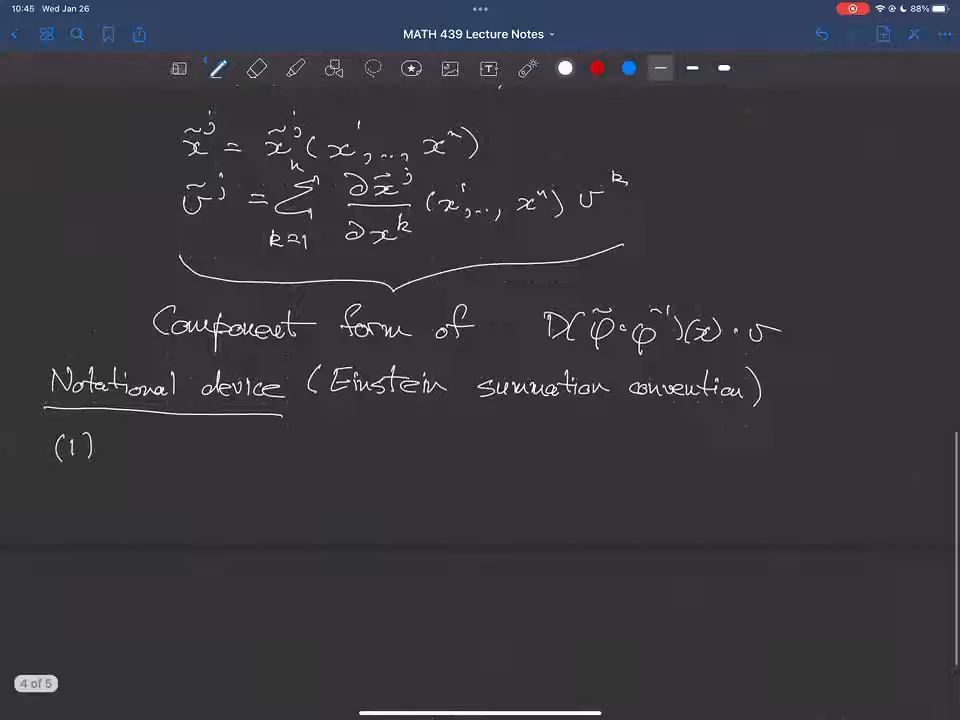 10:45 Wed Jan 26
88%
MATH 439 Lecture Notes
x̃^j = x̃^j(x^1,..., x^n)
ṽ^j = Σ_{k=1}^{n} ∂x̃^j/∂x^k (x^1,..., x^n) v^k
Component form of D(φ̃∘φ^{-1})(x)·v
Notational device (Einstein summation convention)
(1)
4 of 5